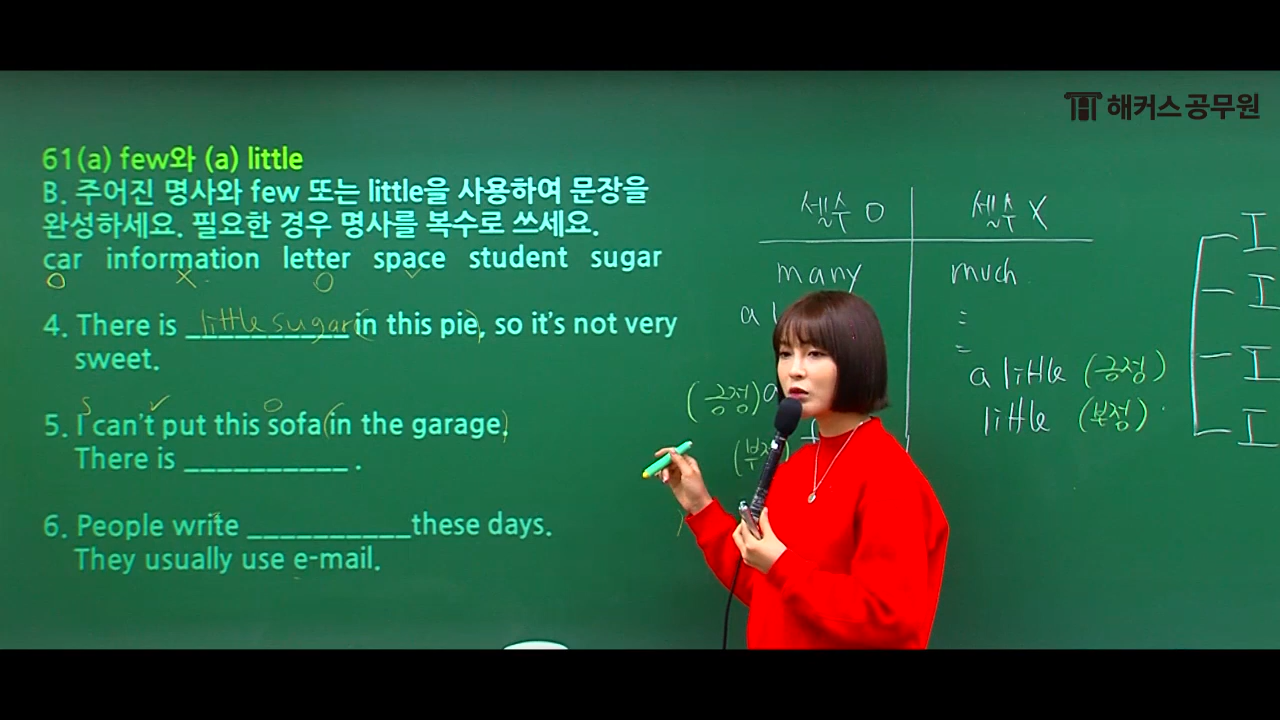 해커스 공무원
61(a) few와 (a) little
B. 주어진 명사와 few 또는 little을 사용하여 문장을
완성하세요. 필요한 경우 명사를 복수로 쓰세요.
car information letter space student sugar
O X O
4. There is little sugar (in this pie), so it's not very
sweet.
S O
5. I can't put this sofa (in the garage.)
There is __________ .
6. People write __________ these days.
They usually use e-mail.
셀 수 O 셀 수 X
many much
a
a little (긍정)
(긍정) a
little (부정)
(부정)
I
I
I
I